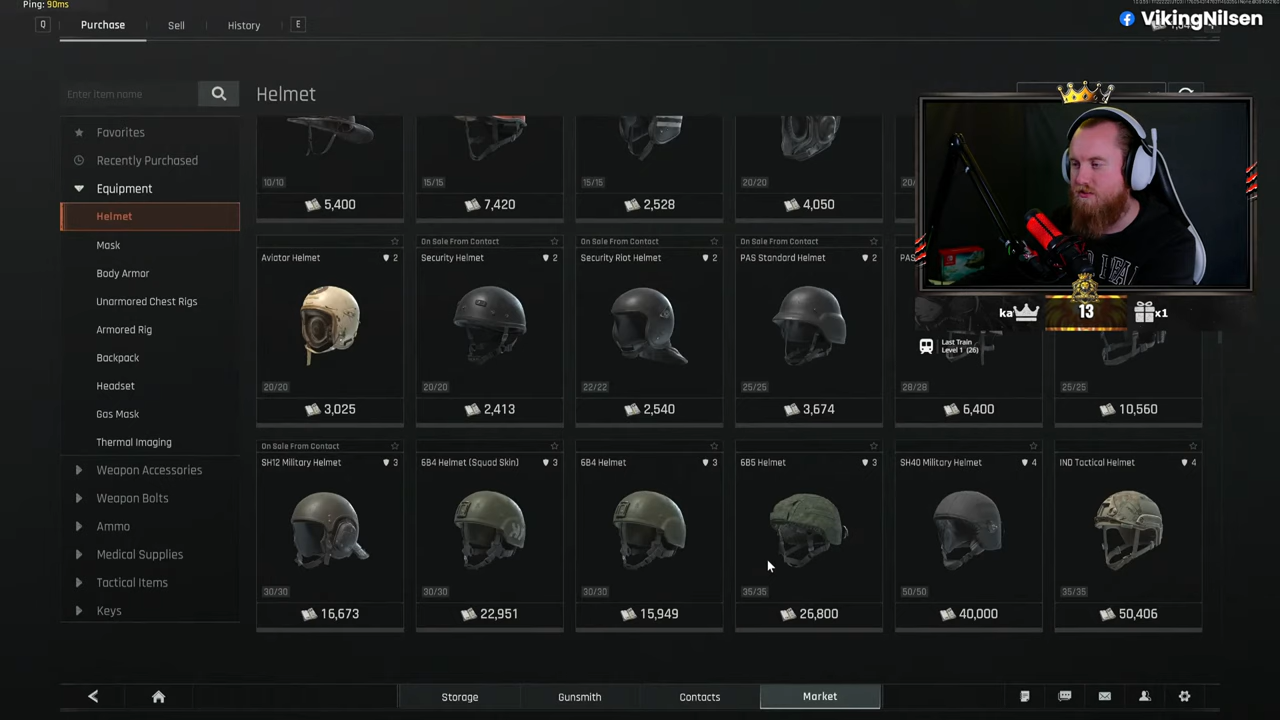 Ping: 90ms
VikingNilsen
Q Purchase Sell History E
Enter item name
Helmet
Favorites
Recently Purchased
Equipment
Helmet
Mask
Body Armor
Unarmored Chest Rigs
Armored Rig
Backpack
Headset
Gas Mask
Thermal Imaging
Weapon Accessories
Weapon Bolts
Ammo
Medical Supplies
Tactical Items
Keys
10/10 15/15 15/15 20/20
5,400 7,420 2,528 4,050
On Sale From Contact On Sale From Contact On Sale From Contact
Aviator Helmet 2 Security Helmet 2 Security Riot Helmet 2 PAS Standard Helmet 2
20/20 20/20 22/22 25/25 28/28 25/25
3,025 2,413 2,540 3,674 6,400 10,560
ka 13 x1
Last Train
Level 1 (26)
On Sale From Contact
SH12 Military Helmet 3 6B4 Helmet (Squad Skin) 3 6B4 Helmet 3 6B5 Helmet 3 SH40 Military Helmet 4 IND Tactical Helmet 4
30/30 30/30 30/30 35/35 50/50 35/35
16,673 22,951 15,949 26,800 40,000 50,406
Storage Gunsmith Contacts Market